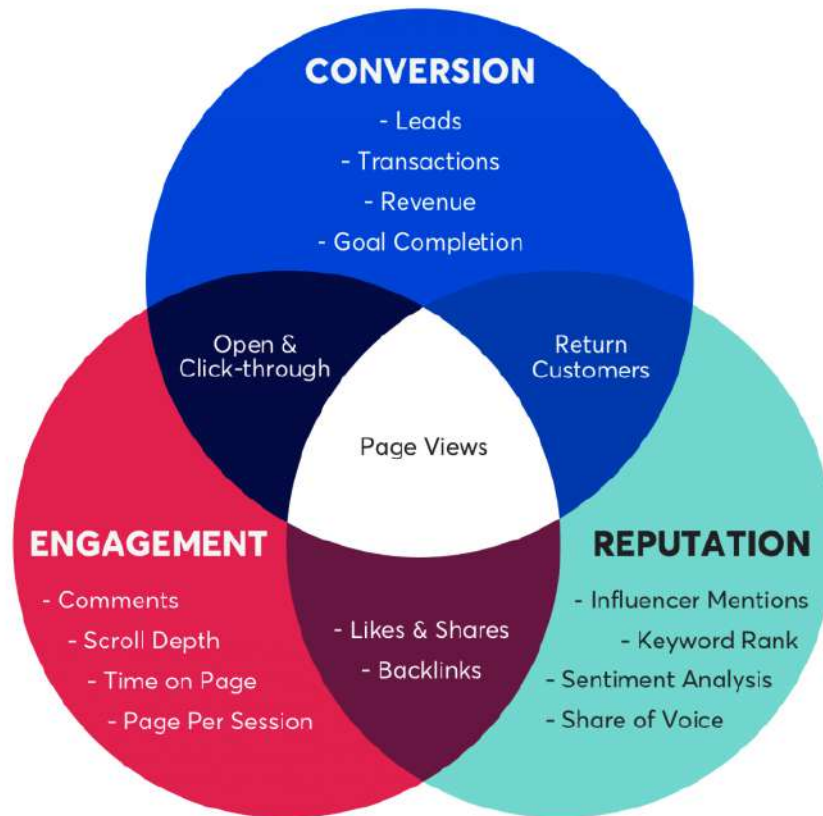 CONVERSION
- Leads
- Transactions
- Revenue
- Goal Completion
Open &
Click-through
Return
Customers
Page Views
ENGAGEMENT
- Comments
- Scroll Depth
- Time on Page
- Page Per Session
- Likes & Shares
- Backlinks
REPUTATION
- Influencer Mentions
- Keyword Rank
- Sentiment Analysis
- Share of Voice